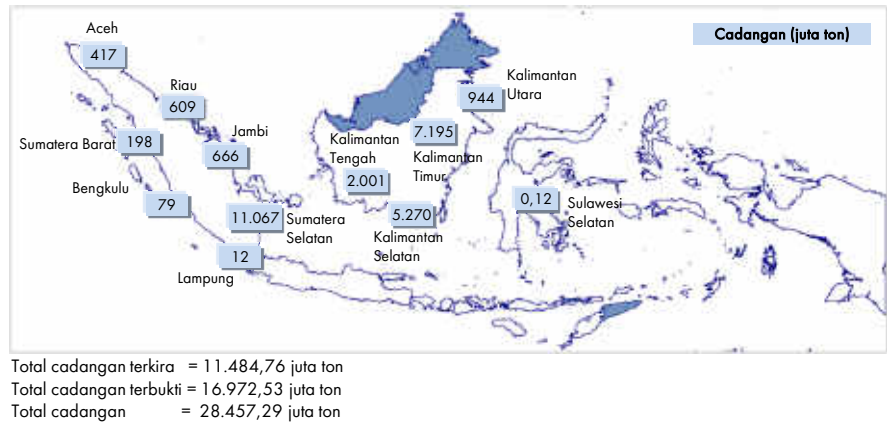 Cadangan (juta ton)
Aceh
417
Riau
609
Sumatera Barat
198
Jambi
666
Bengkulu
79
11.067
Sumatera
Selatan
12
Lampung
Kalimantan
Utara
944
7.195
Kalimantan
Timur
Kalimantan
Tengah
2.001
5.270
Kalimantan
Selatan
0,12
Sulawesi
Selatan
Total cadangan terkira = 11.484,76 juta ton
Total cadangan terbukti = 16.972,53 juta ton
Total cadangan = 28.457,29 juta ton